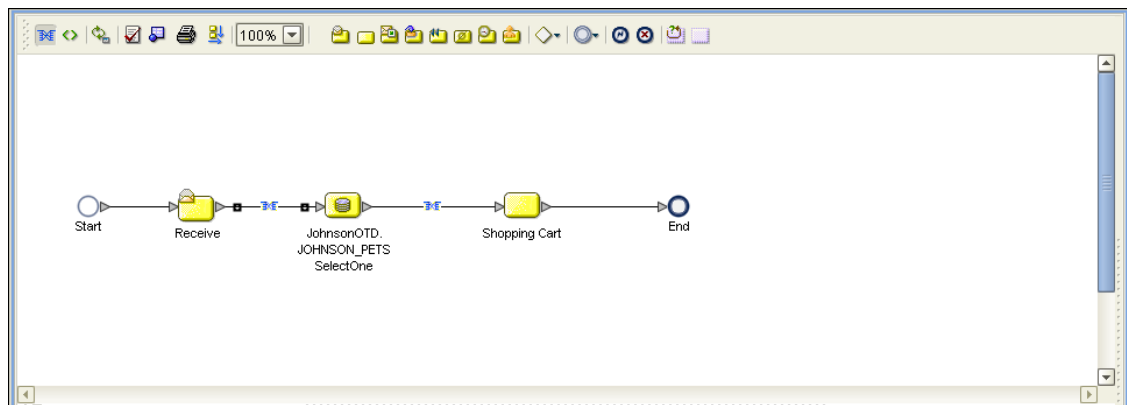 100%
Start
Receive
JohnsonOTD.
JOHNSON_PETS
SelectOne
Shopping Cart
End